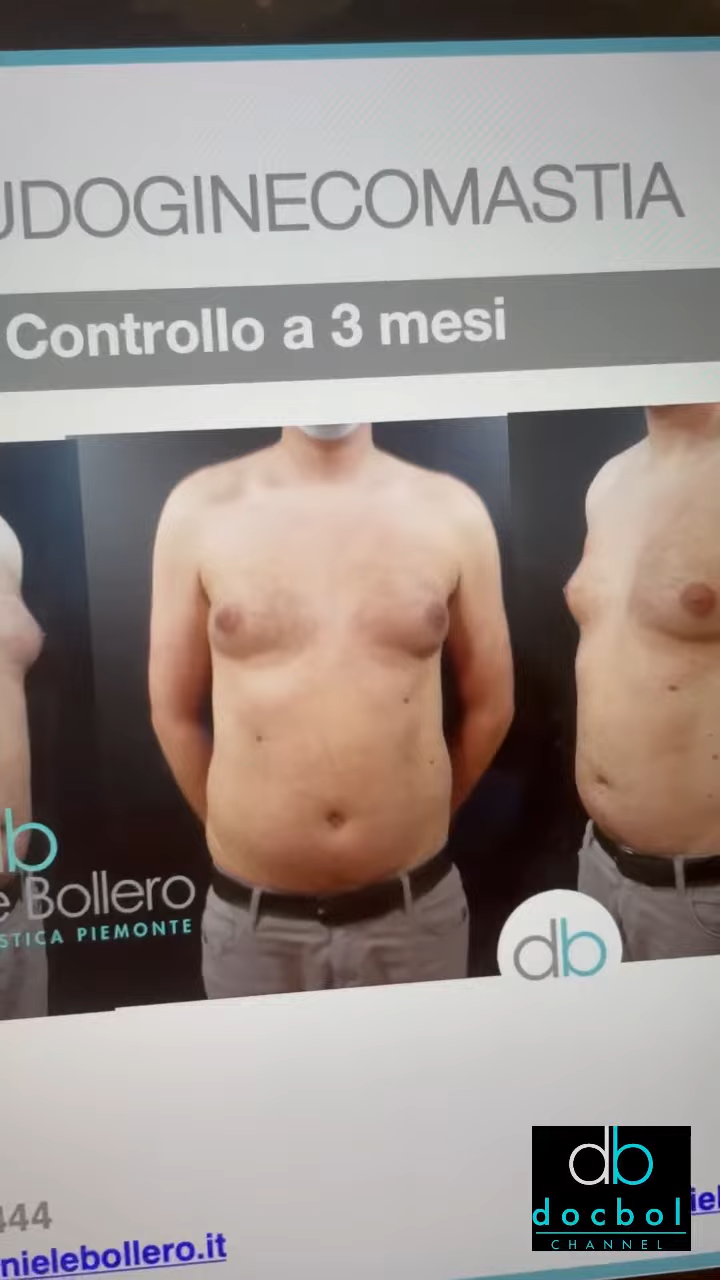 UDOGINECOMASTIA
Controllo a 3 mesi
db
e Bollero
STICA PIEMONTE
db
444
nielebollero.it
iel
db
docbol
CHANNEL